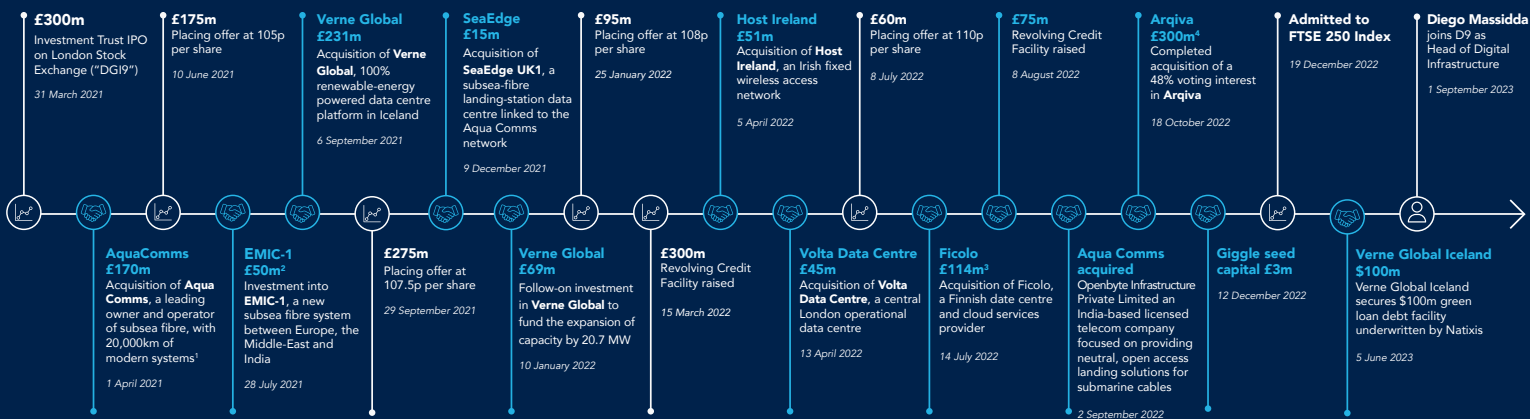 £300m
Investment Trust IPO
on London Stock
Exchange (“DGI9”)
31 March 2021
£175m
Placing offer at 105p
per share
10 June 2021
Verne Global
£231m
Acquisition of Verne
Global, 100%
renewable-energy
powered data centre
platform in Iceland
6 September 2021
SeaEdge
£15m
Acquisition of
SeaEdge UK1, a
subsea-fibre
landing-station data
centre linked to the
Aqua Comms
network
9 December 2021
£95m
Placing offer at 108p
per share
25 January 2022
Host Ireland
£51m
Acquisition of Host
Ireland, an Irish fixed
wireless access
network
5 April 2022
£60m
Placing offer at 110p
per share
8 July 2022
£75m
Revolving Credit
Facility raised
8 August 2022
Arqiva
£300m⁴
Completed
acquisition of a
48% voting interest
in Arqiva
18 October 2022
Admitted to
FTSE 250 Index
19 December 2022
Diego Massidda
joins D9 as
Head of Digital
Infrastructure
1 September 2023
AquaComms
£170m
Acquisition of Aqua
Comms, a leading
owner and operator
of subsea fibre, with
20,000km of
modern systems¹
1 April 2021
EMIC-1
£50m²
Investment into
EMIC-1, a new
subsea fibre system
between Europe, the
Middle-East and
India
28 July 2021
£275m
Placing offer at
107.5p per share
29 September 2021
Verne Global
£69m
Follow-on investment
in Verne Global to
fund the expansion of
capacity by 20.7 MW
10 January 2022
£300m
Revolving Credit
Facility raised
15 March 2022
Volta Data Centre
£45m
Acquisition of Volta
Data Centre, a central
London operational
data centre
13 April 2022
Ficolo
£114m³
Acquisition of Ficolo,
a Finnish date centre
and cloud services
provider
14 July 2022
Aqua Comms
acquired
Openbyte Infrastructure
Private Limited an
India-based licensed
telecom company
focused on providing
neutral, open access
landing solutions for
submarine cables
2 September 2022
Giggle seed
capital £3m
12 December 2022
Verne Global Iceland
$100m
Verne Global Iceland
secures $100m green
loan debt facility
underwritten by Natixis
5 June 2023